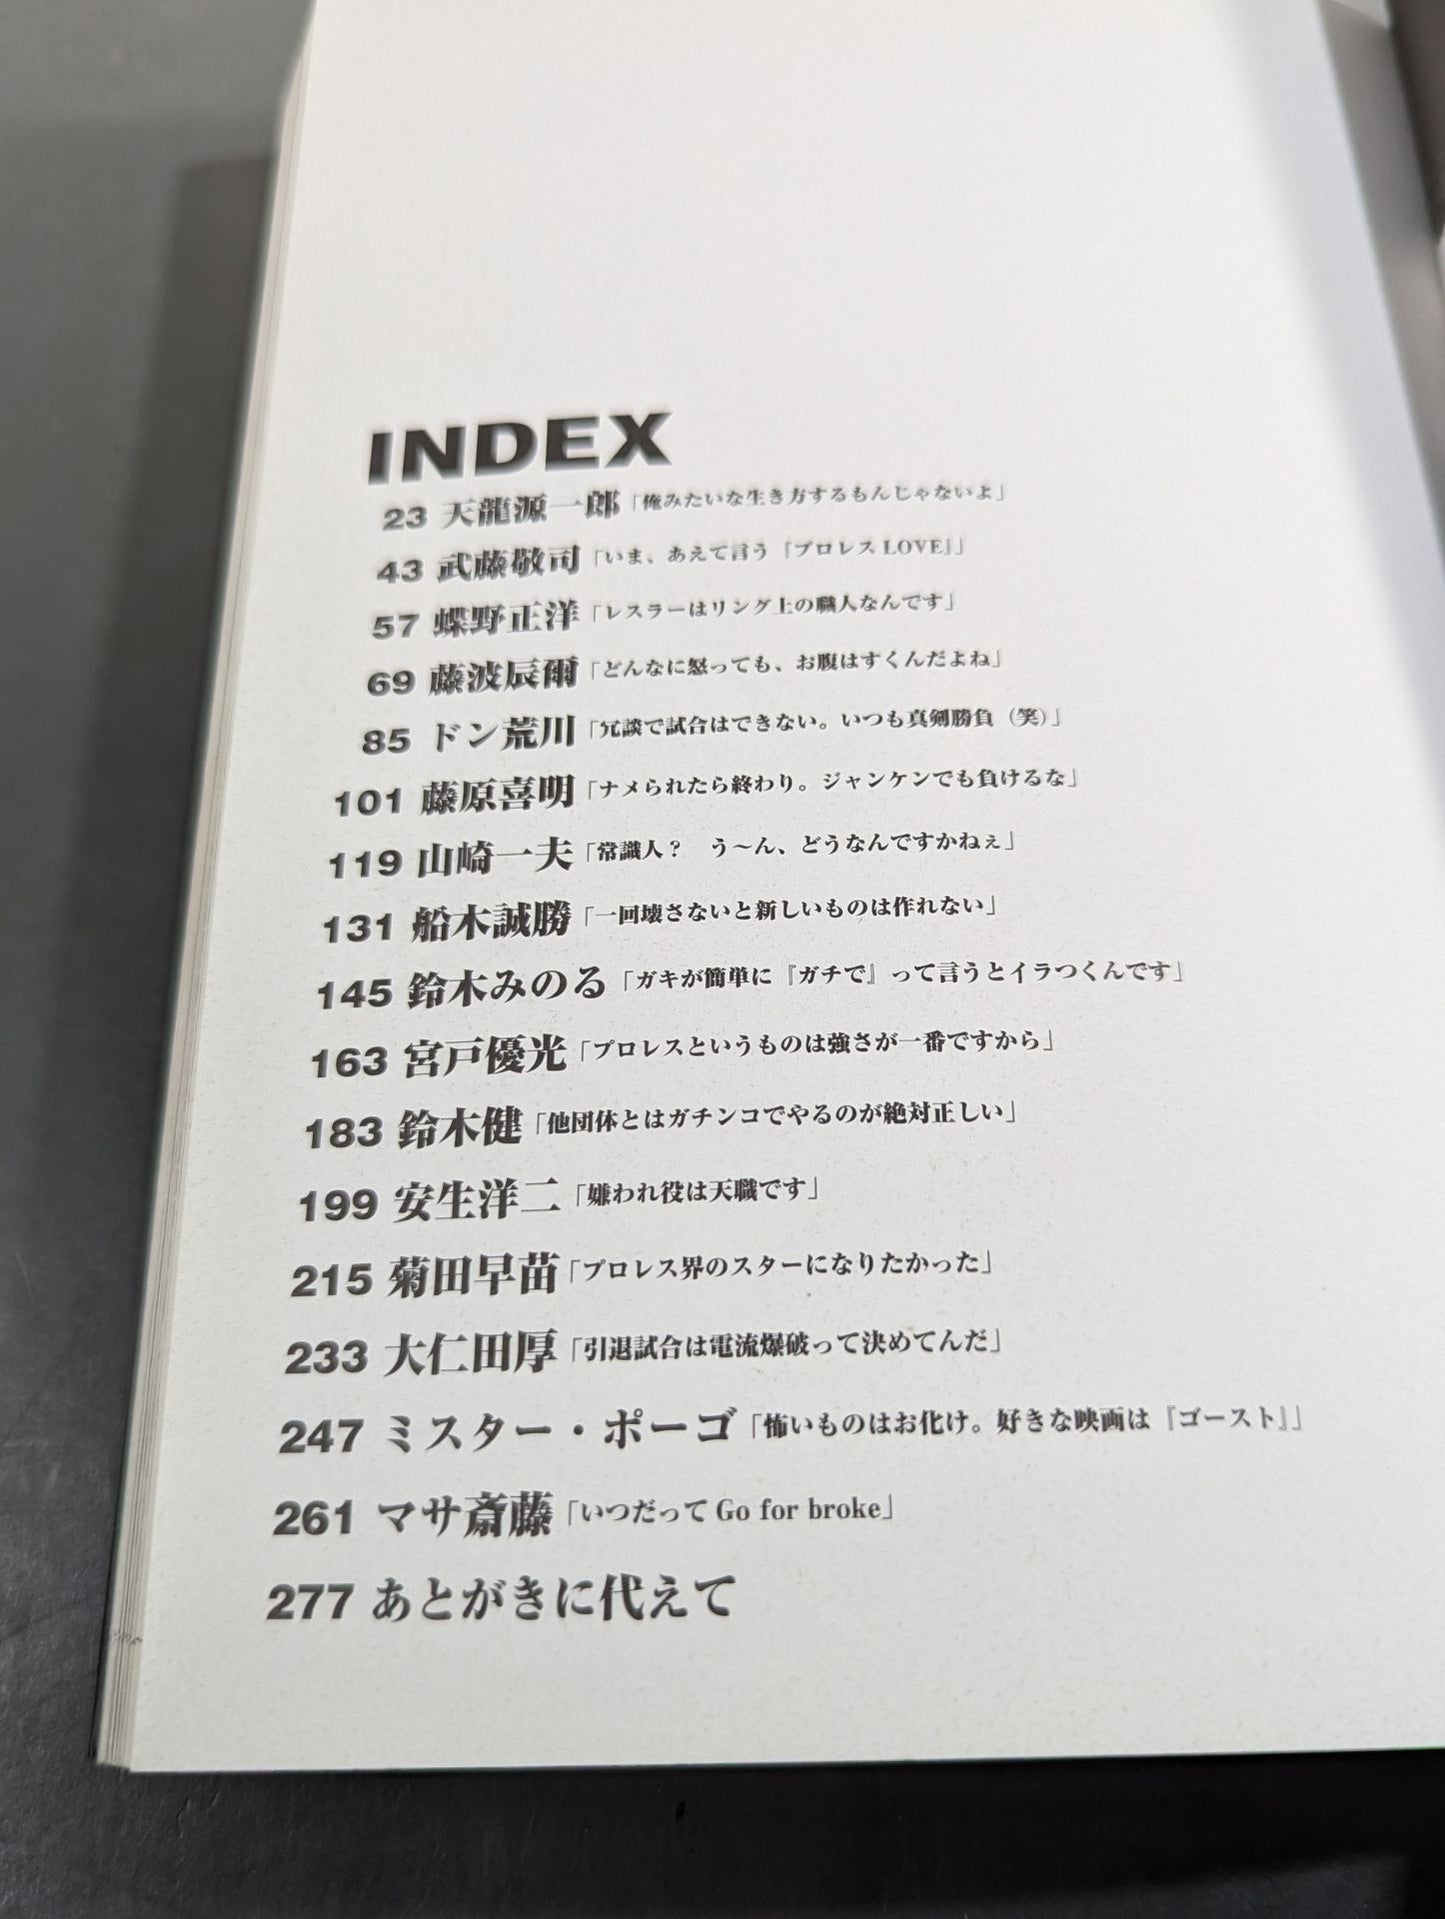 INDEX
23 天龍源一郎「俺みたいな生き方するもんじゃないよ」
43 武藤敬司「いま、あえて言う『プロレスLOVE』」
57 蝶野正洋「レスラーはリング上の職人なんです」
69 藤波辰爾「どんなに怒っても、お腹はすくんだよね」
85 ドン荒川「冗談で試合はできない。いつも真剣勝負（笑）」
101 藤原喜明「ナメられたら終わり。ジャンケンでも負けるな」
119 山崎一夫「常識人？　う〜ん、どうなんですかねぇ」
131 船木誠勝「一回壊さないと新しいものは作れない」
145 鈴木みのる「ガキが簡単に『ガチで』って言うとイラつくんです」
163 宮戸優光「プロレスというものは強さが一番ですから」
183 鈴木健「他団体とはガチンコでやるのが絶対正しい」
199 安生洋二「嫌われ役は天職です」
215 菊田早苗「プロレス界のスターになりたかった」
233 大仁田厚「引退試合は電流爆破って決めてんだ」
247 ミスター・ポーゴ「怖いものはお化け。好きな映画は『ゴースト』」
261 マサ斎藤「いつだって Go for broke」
277 あとがきに代えて